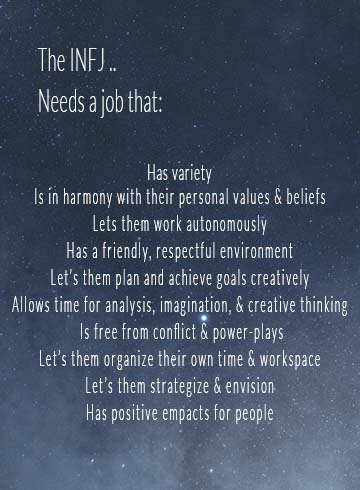 The INFJ ..
Needs a job that:
Has variety
Is in harmony with their personal values & beliefs
Lets them work autonomously
Has a friendly, respectful environment
Let's them plan and achieve goals creatively
Allows time for analysis, imagination, & creative thinking
Is free from conflict & power-plays
Let's them organize their own time & workspace
Let's them strategize & envision
Has positive empacts for people